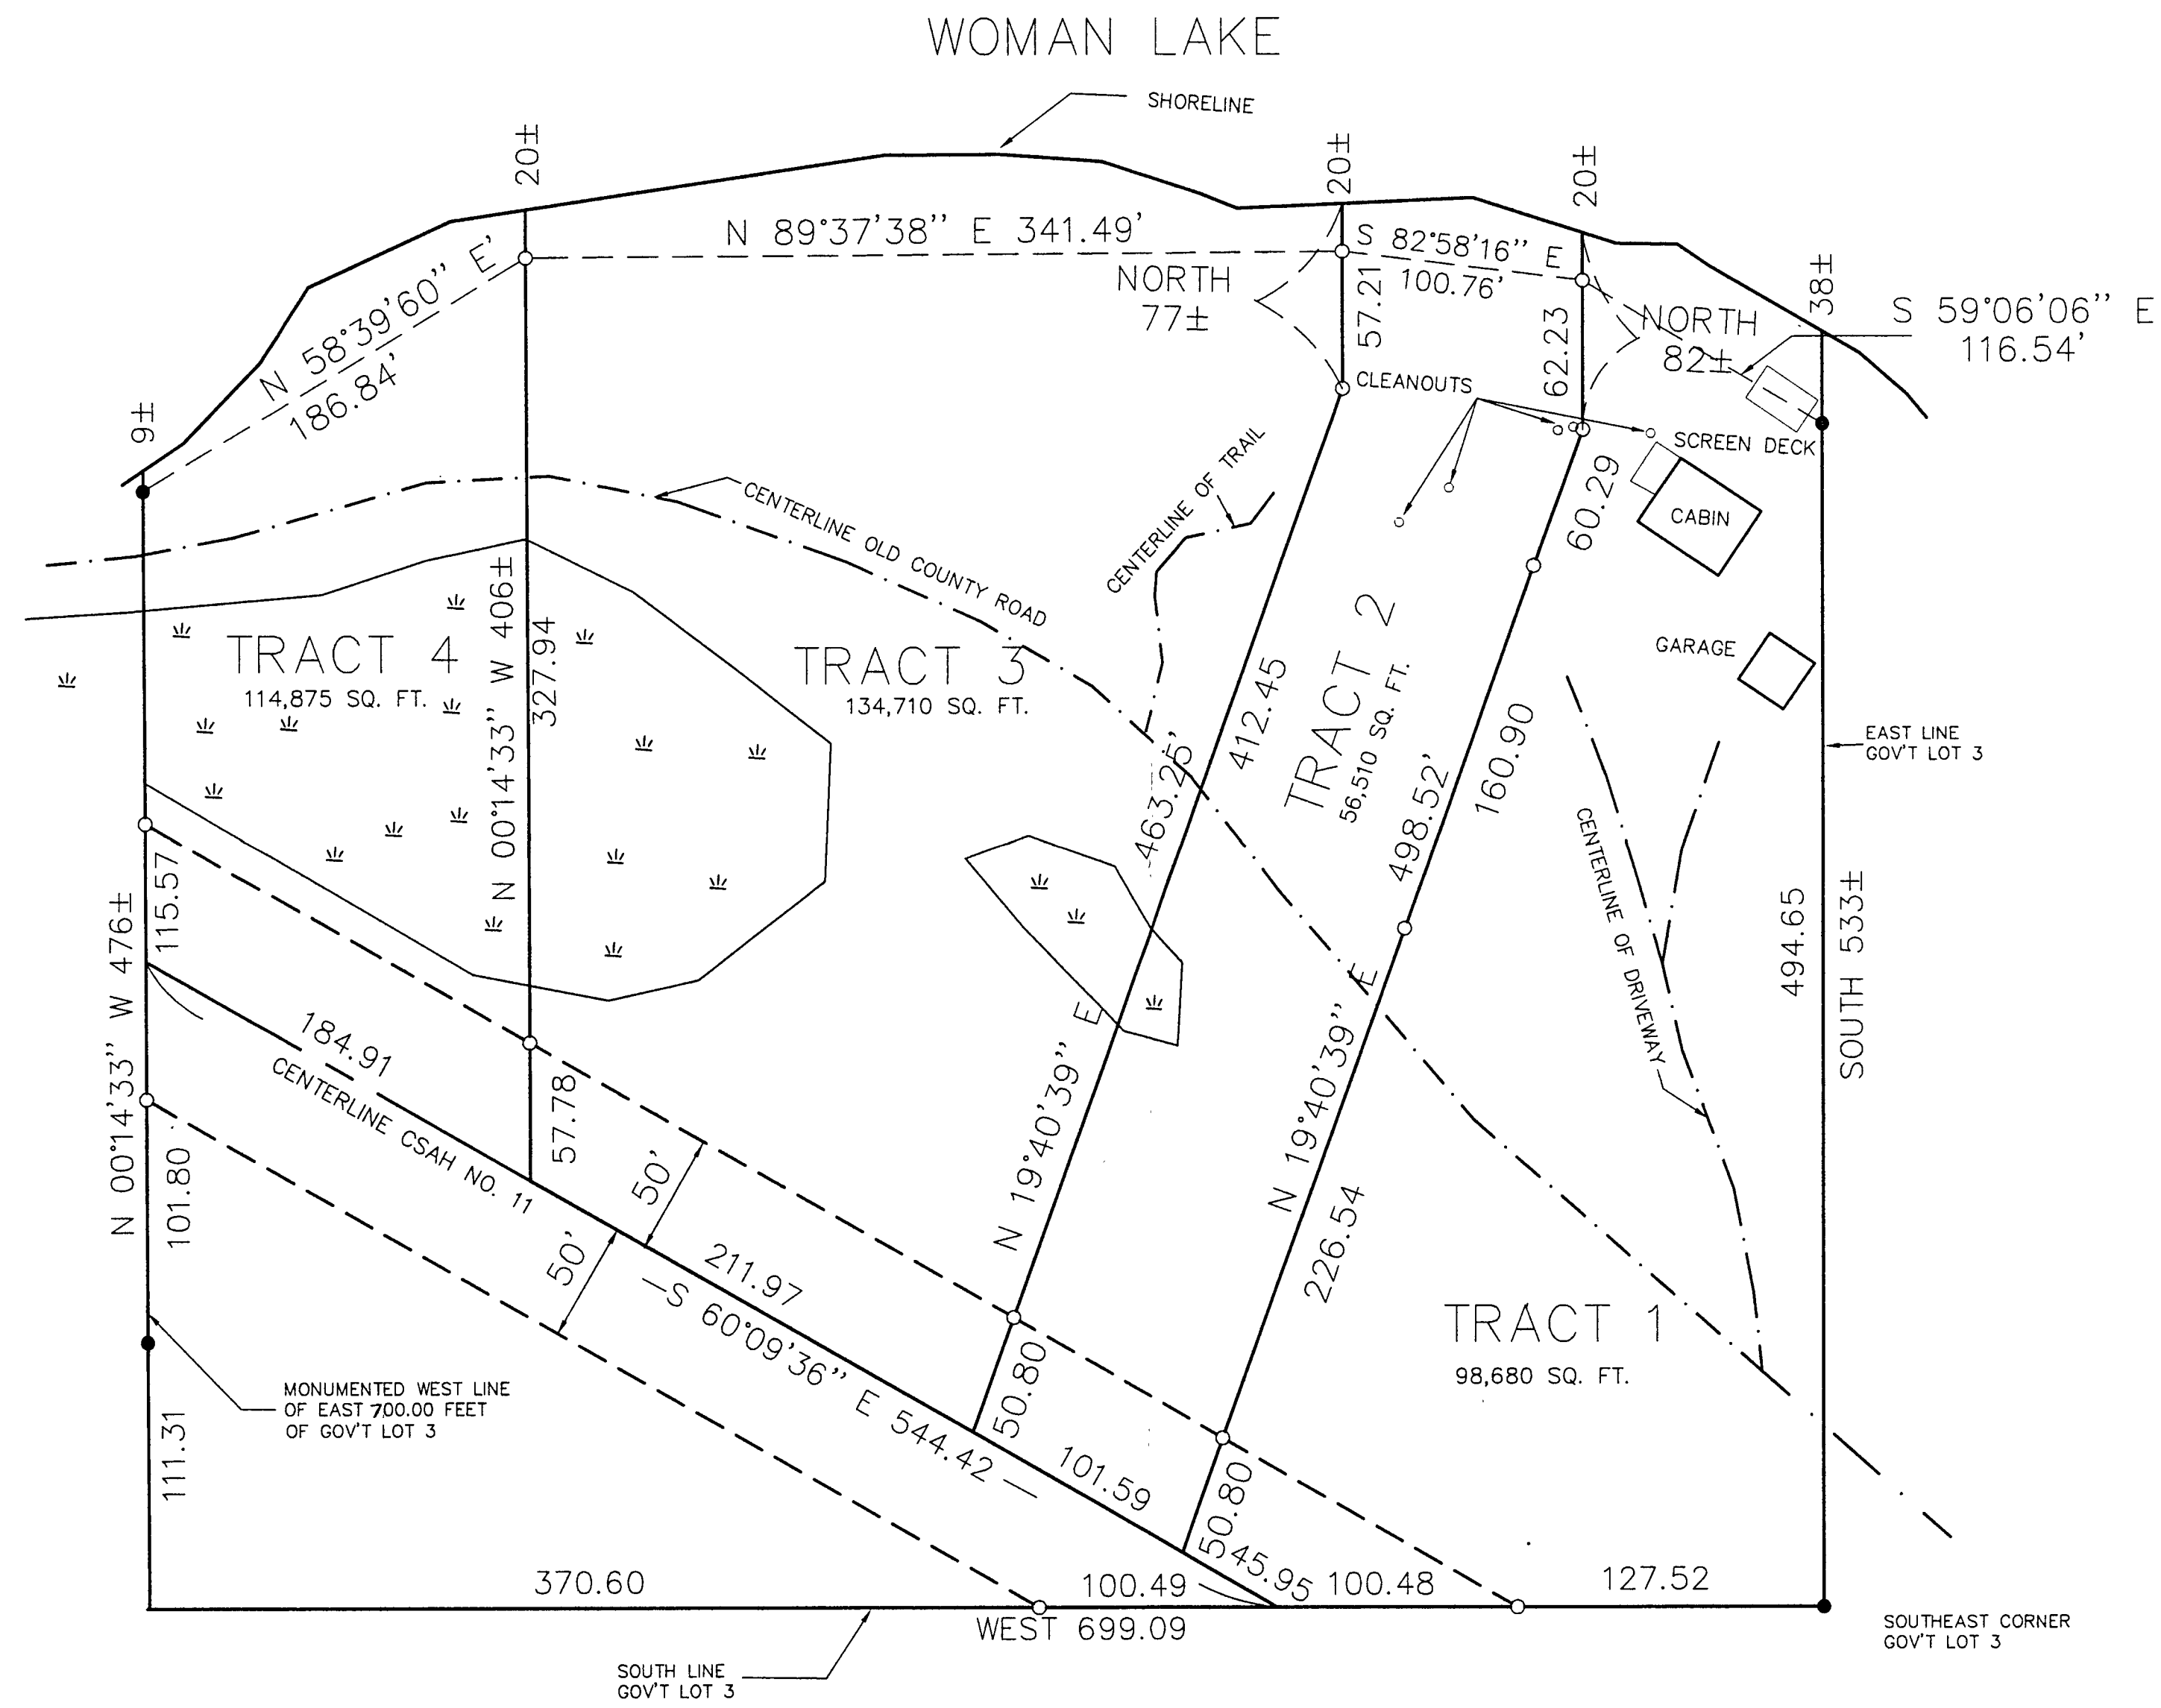 WOMAN LAKE
SHORELINE
20±
20±
20±
N 89°37'38" E 341.49'
S 82°58'16" E
100.76'
NORTH
77±
57.21
62.23
NORTH
82±
38±
S 59°06'06" E
116.54'
N 58°39'60" E'
186.84'
9±
CLEANOUTS
SCREEN DECK
CABIN
60.29
CENTERLINE OF TRAIL
CENTERLINE OLD COUNTY ROAD
TRACT 4
114,875 SQ. FT.
N 00°14'33" W 406±
327.94
TRACT 3
134,710 SQ. FT.
TRACT 2
56,510 SQ. FT.
412.45
463.25'
160.90
498.52'
GARAGE
EAST LINE
GOV'T LOT 3
CENTERLINE OF DRIVEWAY
494.65
SOUTH 533±
115.57
N 00°14'33" W 476±
101.80
184.91
CENTERLINE CSAH NO. 11
57.78
50'
50'
N 19°40'39" E
N 19°40'39" E
226.54
211.97
S 60°09'36" E 544.42
50.80
101.59
50.80
45.95
TRACT 1
98,680 SQ. FT.
MONUMENTED WEST LINE
OF EAST 700.00 FEET
OF GOV'T LOT 3
111.31
370.60
100.49
100.48
127.52
WEST 699.09
SOUTHEAST CORNER
GOV'T LOT 3
SOUTH LINE
GOV'T LOT 3